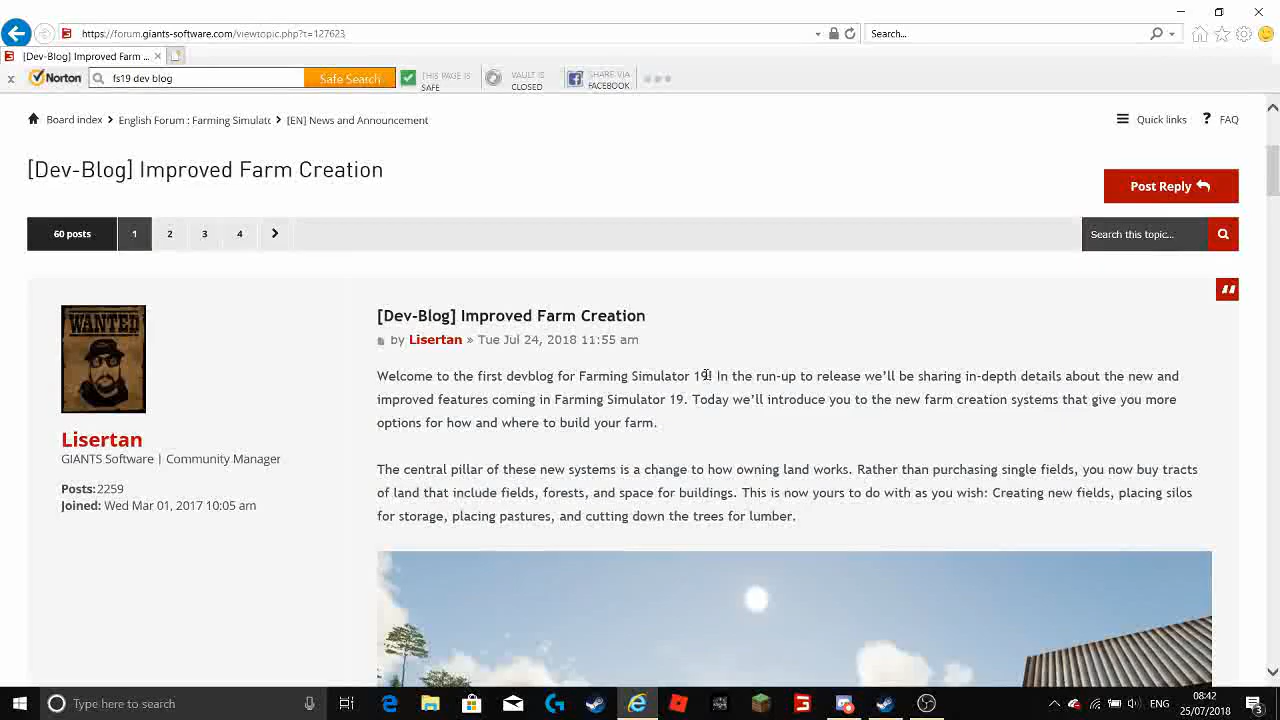 https://forum.giants-software.com/viewtopic.php?t=127623
Search...
[Dev-Blog] Improved Farm ...
Norton
fs19 dev blog
Safe Search
THIS PAGE IS
SAFE
VAULT IS
CLOSED
SHARE VIA
FACEBOOK
Board index
English Forum : Farming Simulato
[EN] News and Announcement
Quick links
? FAQ
[Dev-Blog] Improved Farm Creation
Post Reply
60 posts
1
2
3
4
Search this topic...
WANTED
[Dev-Blog] Improved Farm Creation
by Lisertan » Tue Jul 24, 2018 11:55 am
Lisertan
GIANTS Software | Community Manager
Posts:2259
Joined: Wed Mar 01, 2017 10:05 am
Welcome to the first devblog for Farming Simulator 19! In the run-up to release we’ll be sharing in-depth details about the new and
improved features coming in Farming Simulator 19. Today we’ll introduce you to the new farm creation systems that give you more
options for how and where to build your farm.
The central pillar of these new systems is a change to how owning land works. Rather than purchasing single fields, you now buy tracts
of land that include fields, forests, and space for buildings. This is now yours to do with as you wish: Creating new fields, placing silos
for storage, placing pastures, and cutting down the trees for lumber.
Type here to search
ENG
08:42
25/07/2018